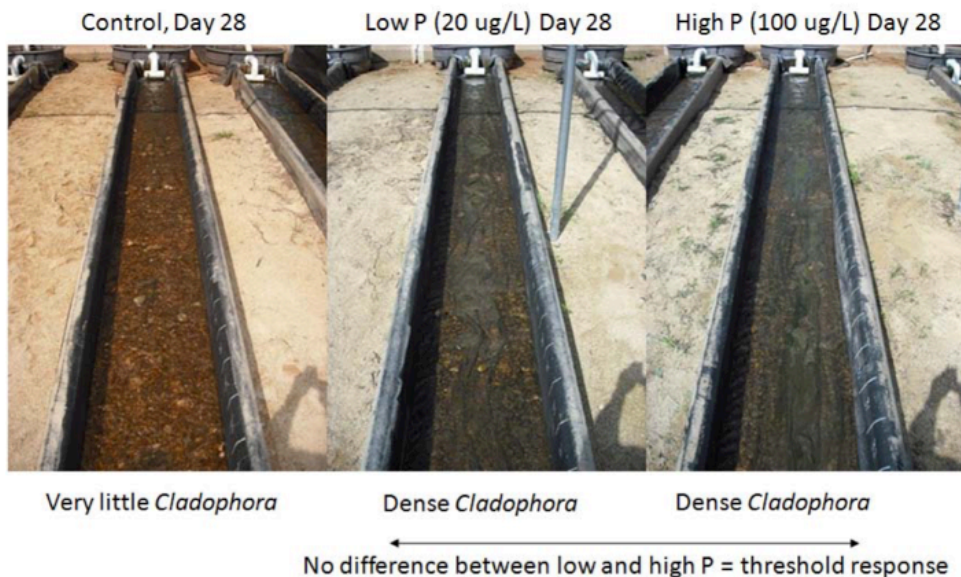 Control, Day 28
Low P (20 ug/L) Day 28
High P (100 ug/L) Day 28
Very little Cladophora
Dense Cladophora
Dense Cladophora
No difference between low and high P = threshold response